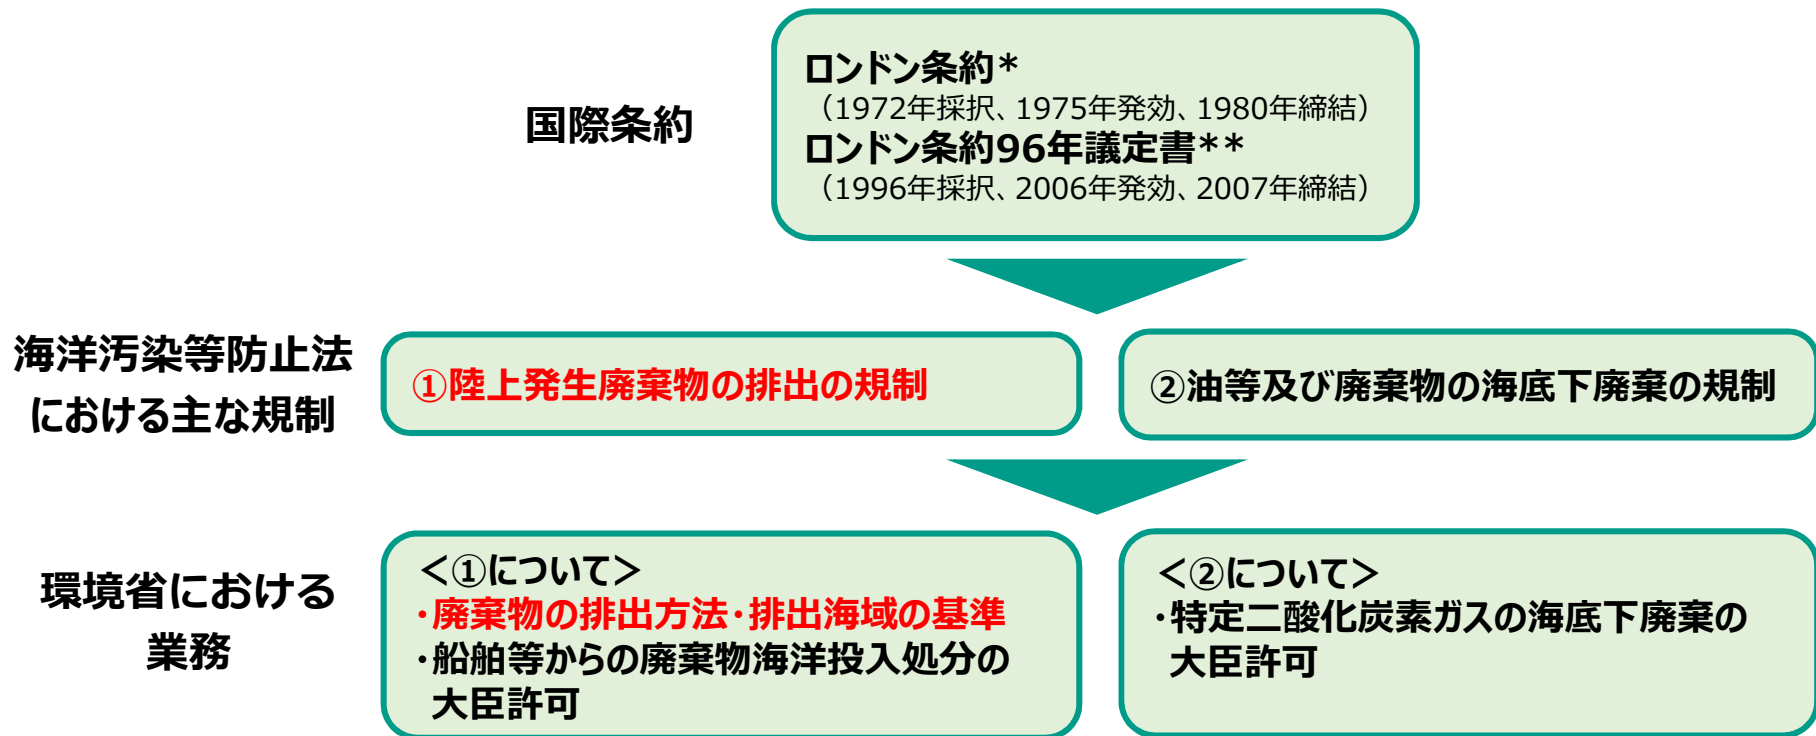 国際条約
ロンドン条約*
（1972年採択、1975年発効、1980年締結）
ロンドン条約96年議定書**
（1996年採択、2006年発効、2007年締結）
海洋汚染等防止法
における主な規制
①陸上発生廃棄物の排出の規制
②油等及び廃棄物の海底下廃棄の規制
環境省における
業務
＜①について＞
・廃棄物の排出方法・排出海域の基準
・船舶等からの廃棄物海洋投入処分の
大臣許可
＜②について＞
・特定二酸化炭素ガスの海底下廃棄の
大臣許可